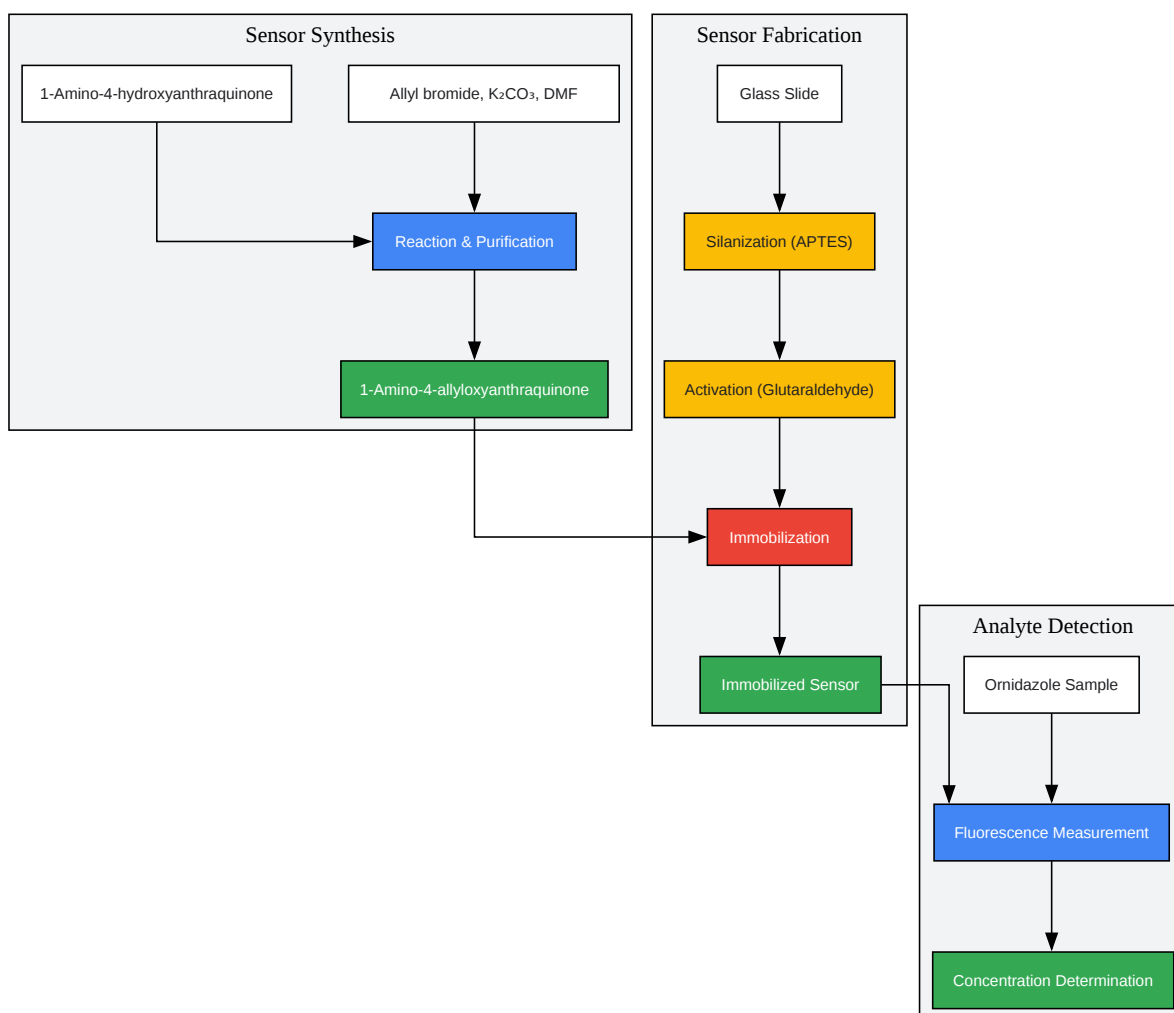 Sensor Synthesis
1-Amino-4-hydroxyanthraquinone
Allyl bromide, K₂CO₃, DMF
Reaction & Purification
1-Amino-4-allyloxyanthraquinone
Sensor Fabrication
Glass Slide
Silanization (APTES)
Activation (Glutaraldehyde)
Immobilization
Immobilized Sensor
Analyte Detection
Ornidazole Sample
Fluorescence Measurement
Concentration Determination